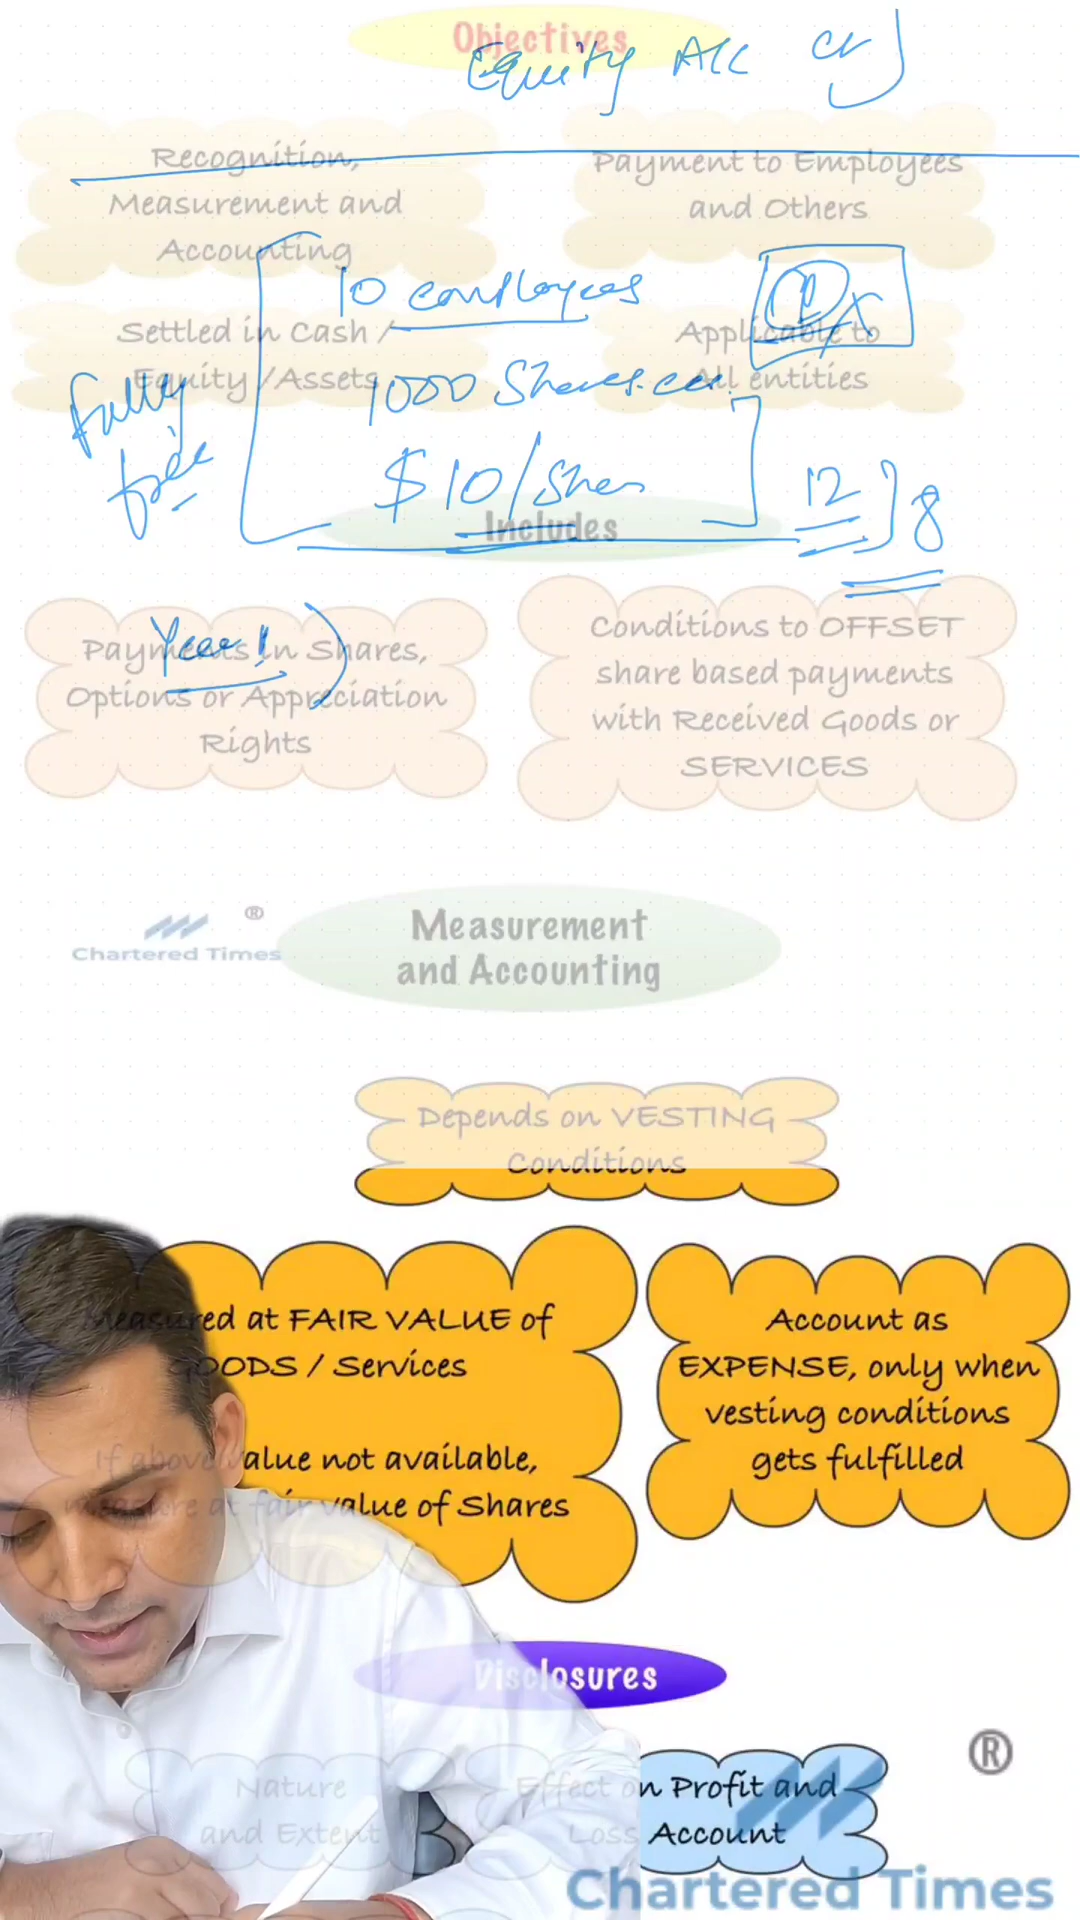 Objectives
Equity Acc cr
Recognition,
Measurement and
Accounting
Payment to Employees
and Others
10 employees
1000 Shares.
$10/Share
Fully
free
12
8
Settled in Cash /
Equity/Assets
Applicable to
All entities
Includes
Year 1
Payments in Shares,
Options or Appreciation
Rights
Conditions to OFFSET
share based payments
with Received Goods or
SERVICES
®
Chartered Times
Measurement
and Accounting
Depends on VESTING
Conditions
Measured at FAIR VALUE of
GOODS / Services
If above value not available,
measure at fair value of Shares
Account as
EXPENSE, only when
vesting conditions
gets fulfilled
Disclosures
Nature
and Extent
Effect on Profit and
Loss Account
®
Chartered Times